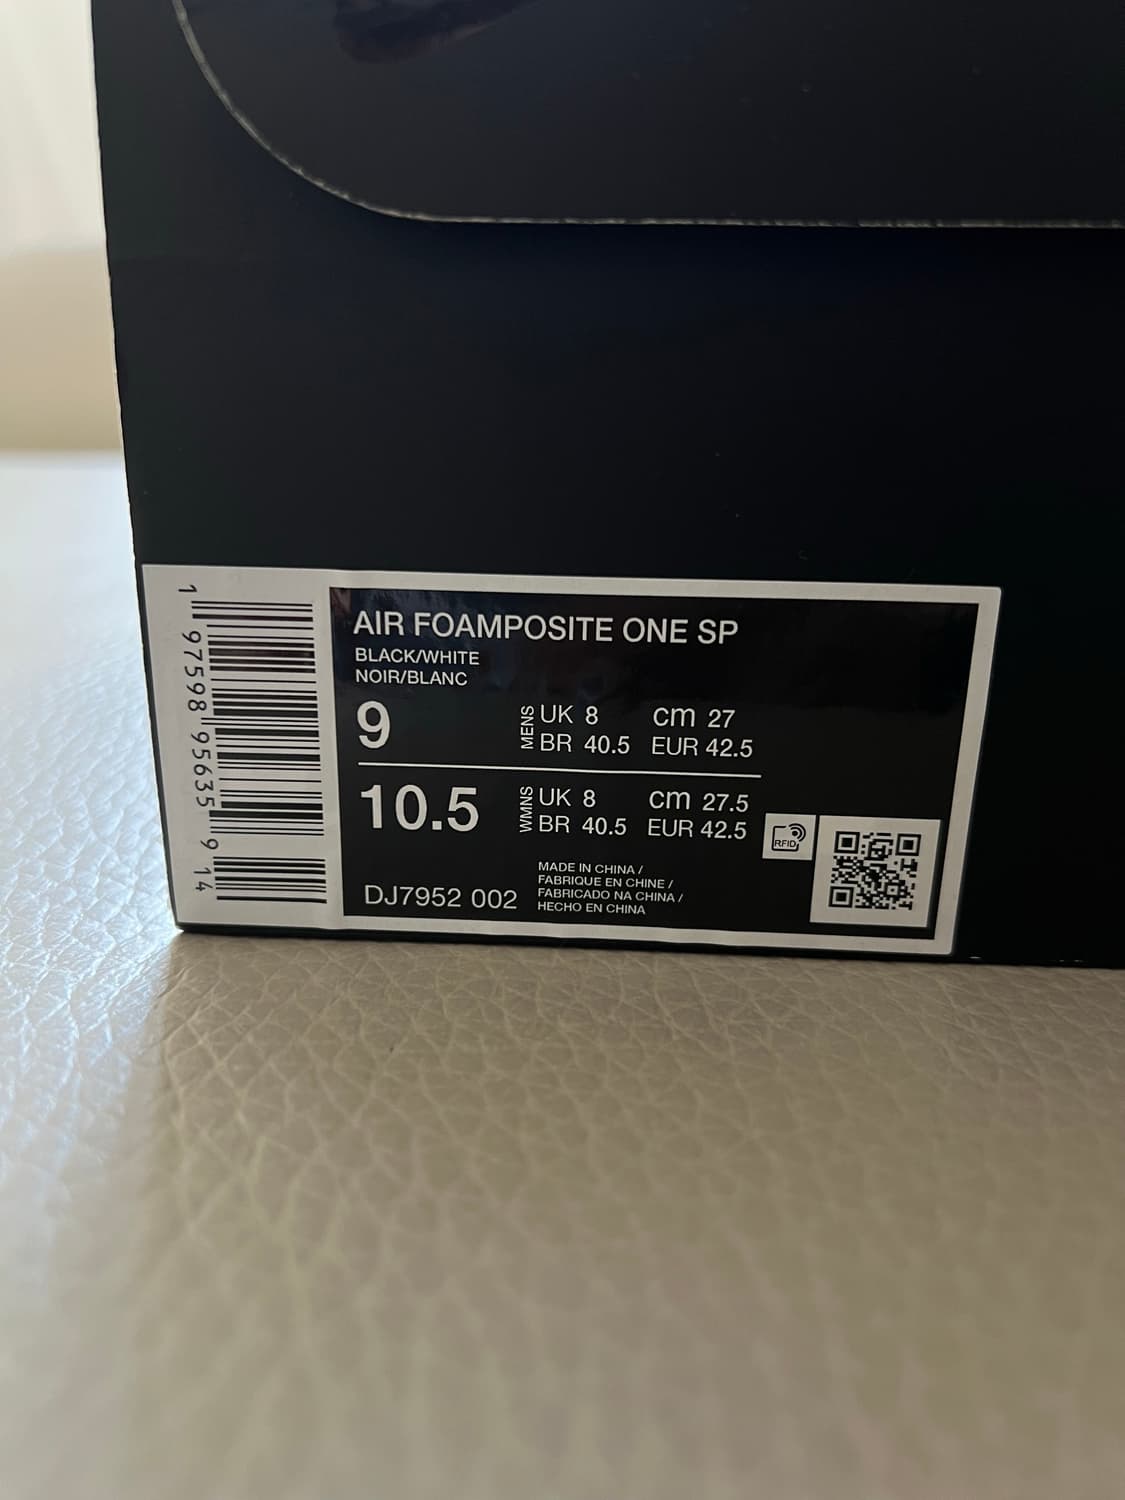 1 97598 95635 9 14
AIR FOAMPOSITE ONE SP
BLACK/WHITE
NOIR/BLANC
9 MENS UK 8 cm 27
BR 40.5 EUR 42.5
10.5 WMNS UK 8 cm 27.5
BR 40.5 EUR 42.5
RFID
DJ7952 002
MADE IN CHINA /
FABRIQUE EN CHINE /
FABRICADO NA CHINA /
HECHO EN CHINA